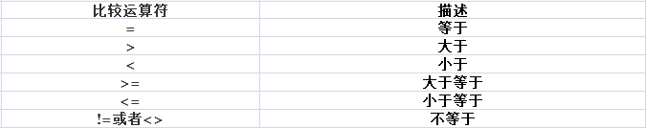 比较运算符 描述
= 等于
> 大于
< 小于
>= 大于等于
<= 小于等于
!=或者<> 不等于